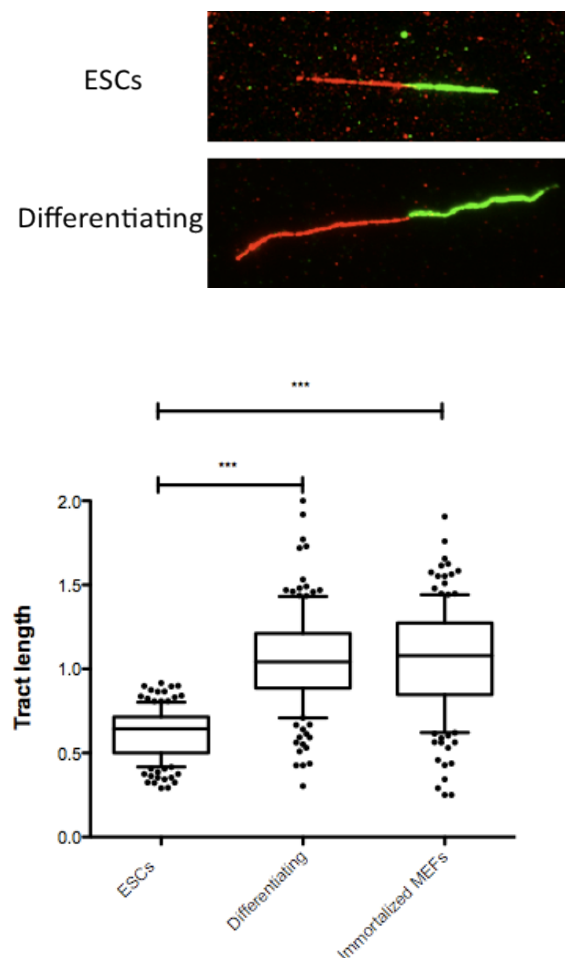 ESCs
Differentiating
***
***
2.0
1.5
1.0
0.5
0.0
Tract length
ESCs
Differentiating
Immortalized MEFs